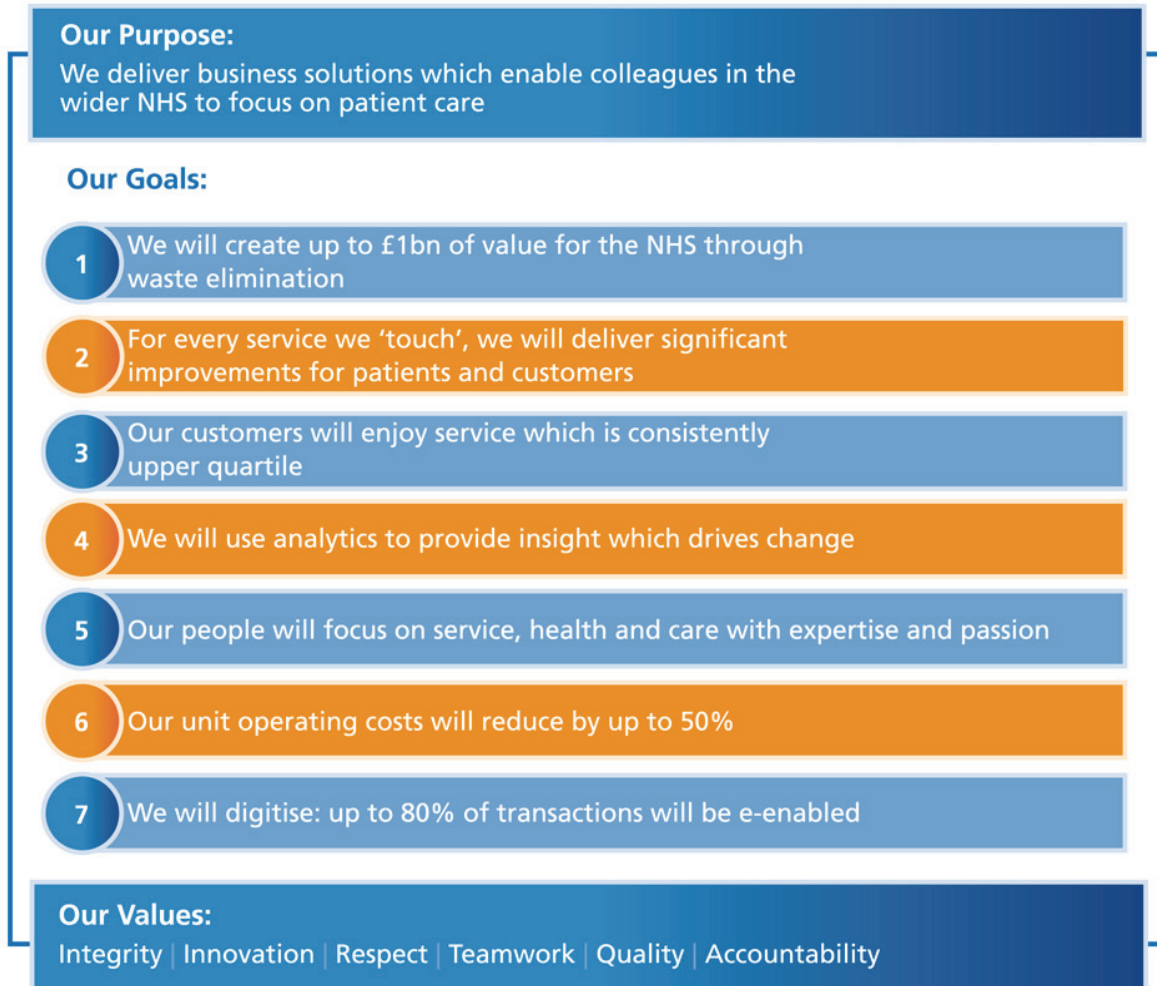 Our Purpose:
We deliver business solutions which enable colleagues in the
wider NHS to focus on patient care
Our Goals:
1
We will create up to £1bn of value for the NHS through
waste elimination
2
For every service we ‘touch’, we will deliver significant
improvements for patients and customers
3
Our customers will enjoy service which is consistently
upper quartile
4
We will use analytics to provide insight which drives change
5
Our people will focus on service, health and care with expertise and passion
6
Our unit operating costs will reduce by up to 50%
7
We will digitise: up to 80% of transactions will be e-enabled
Our Values:
Integrity | Innovation | Respect | Teamwork | Quality | Accountability